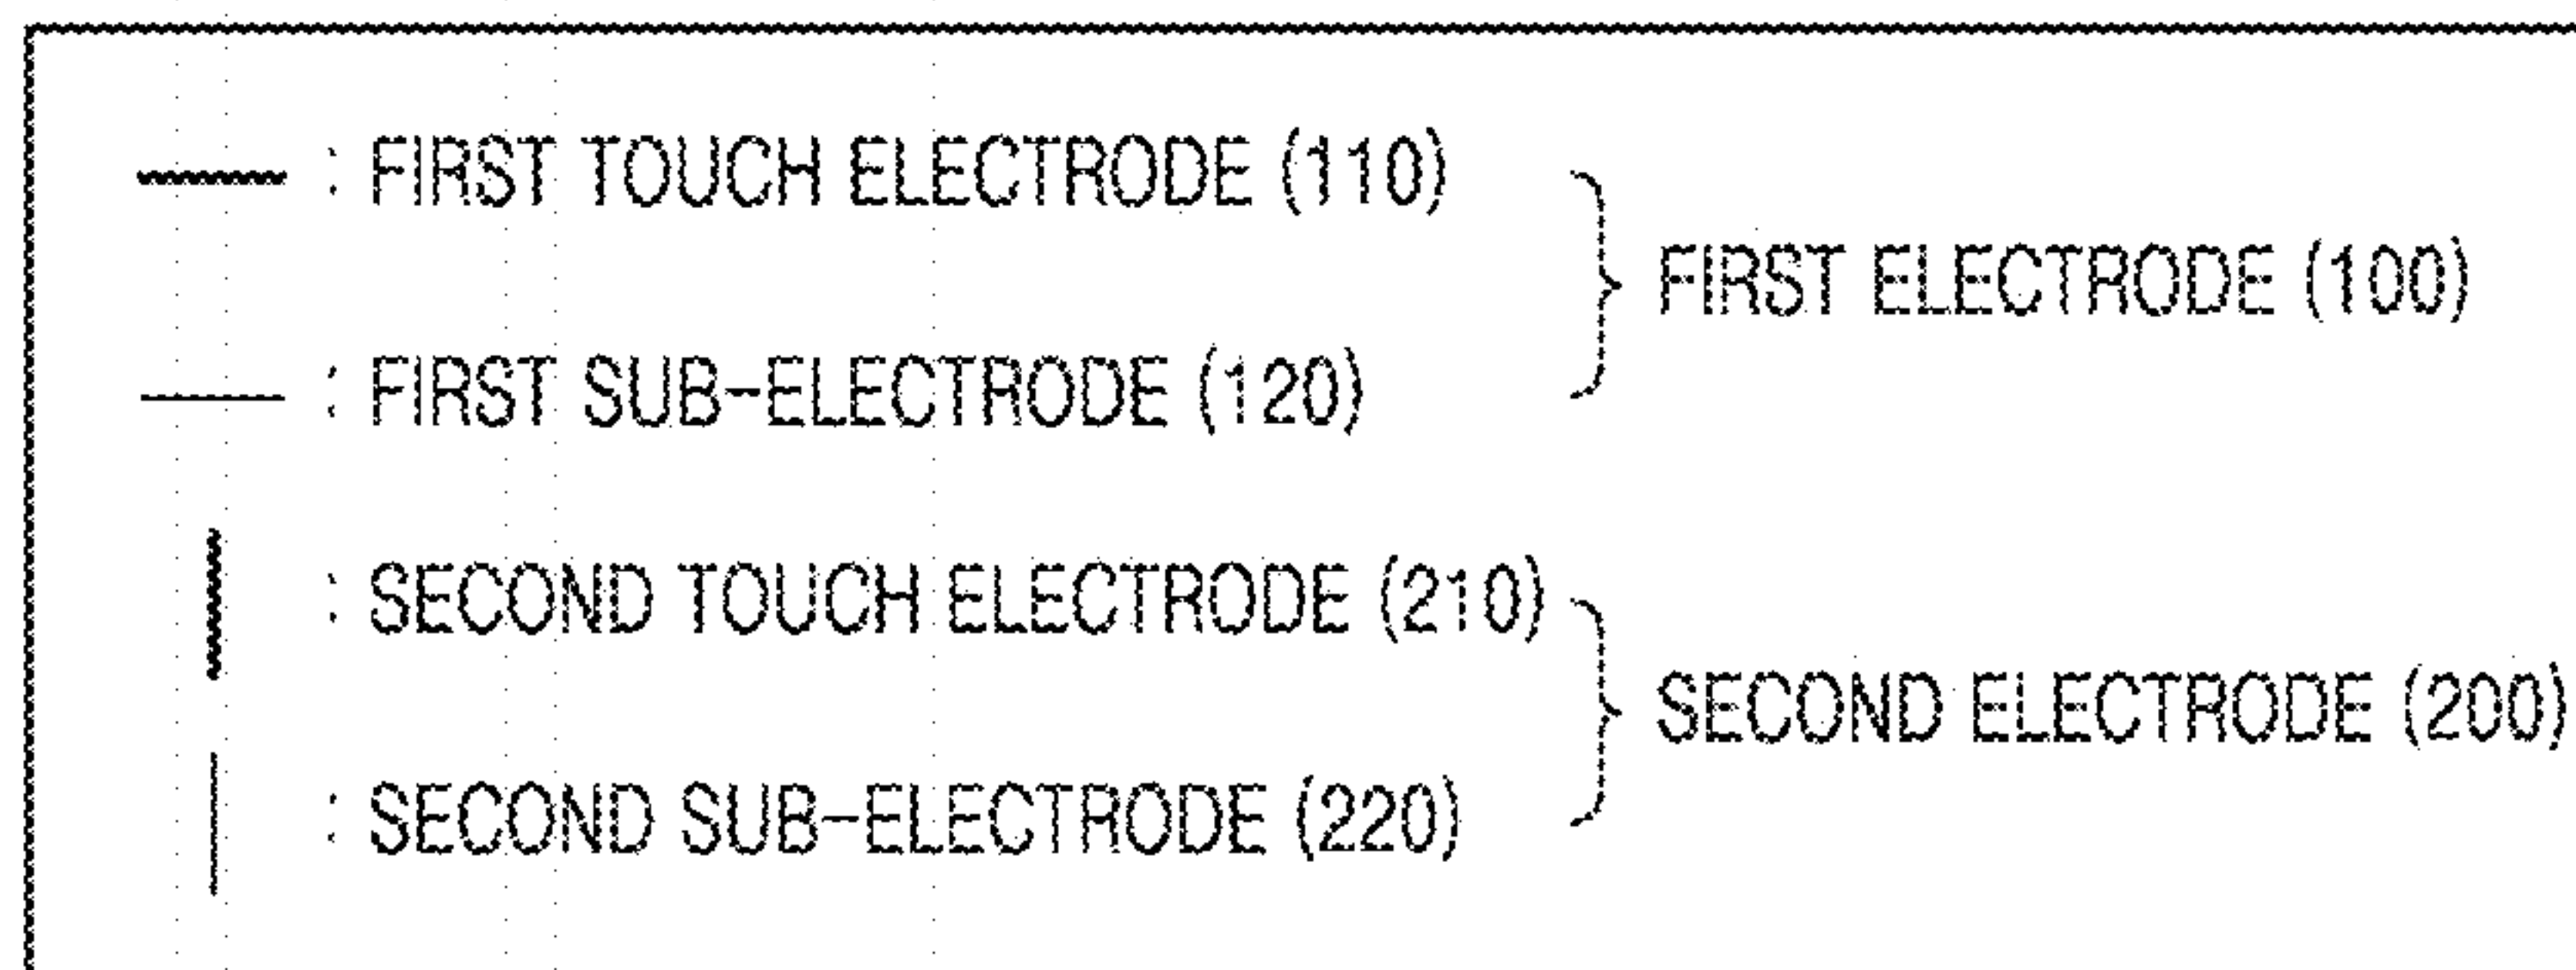 : FIRST TOUCH ELECTRODE (110)
FIRST ELECTRODE (100)
: FIRST SUB-ELECTRODE (120)
: SECOND TOUCH ELECTRODE (210)
SECOND ELECTRODE (200)
: SECOND SUB-ELECTRODE (220)